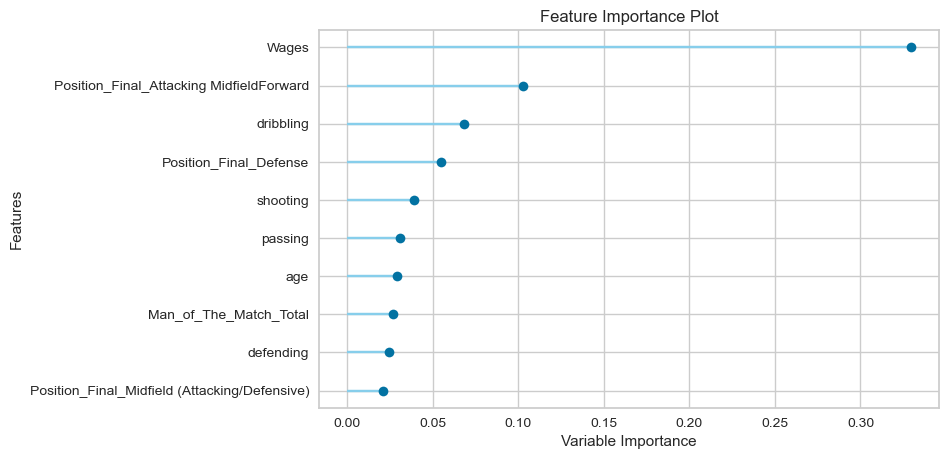 Feature Importance Plot
Wages
Position_Final_Attacking MidfieldForward
dribbling
Position_Final_Defense
shooting
passing
age
Man_of_The_Match_Total
defending
Position_Final_Midfield (Attacking/Defensive)
Features
0.00 0.05 0.10 0.15 0.20 0.25 0.30
Variable Importance